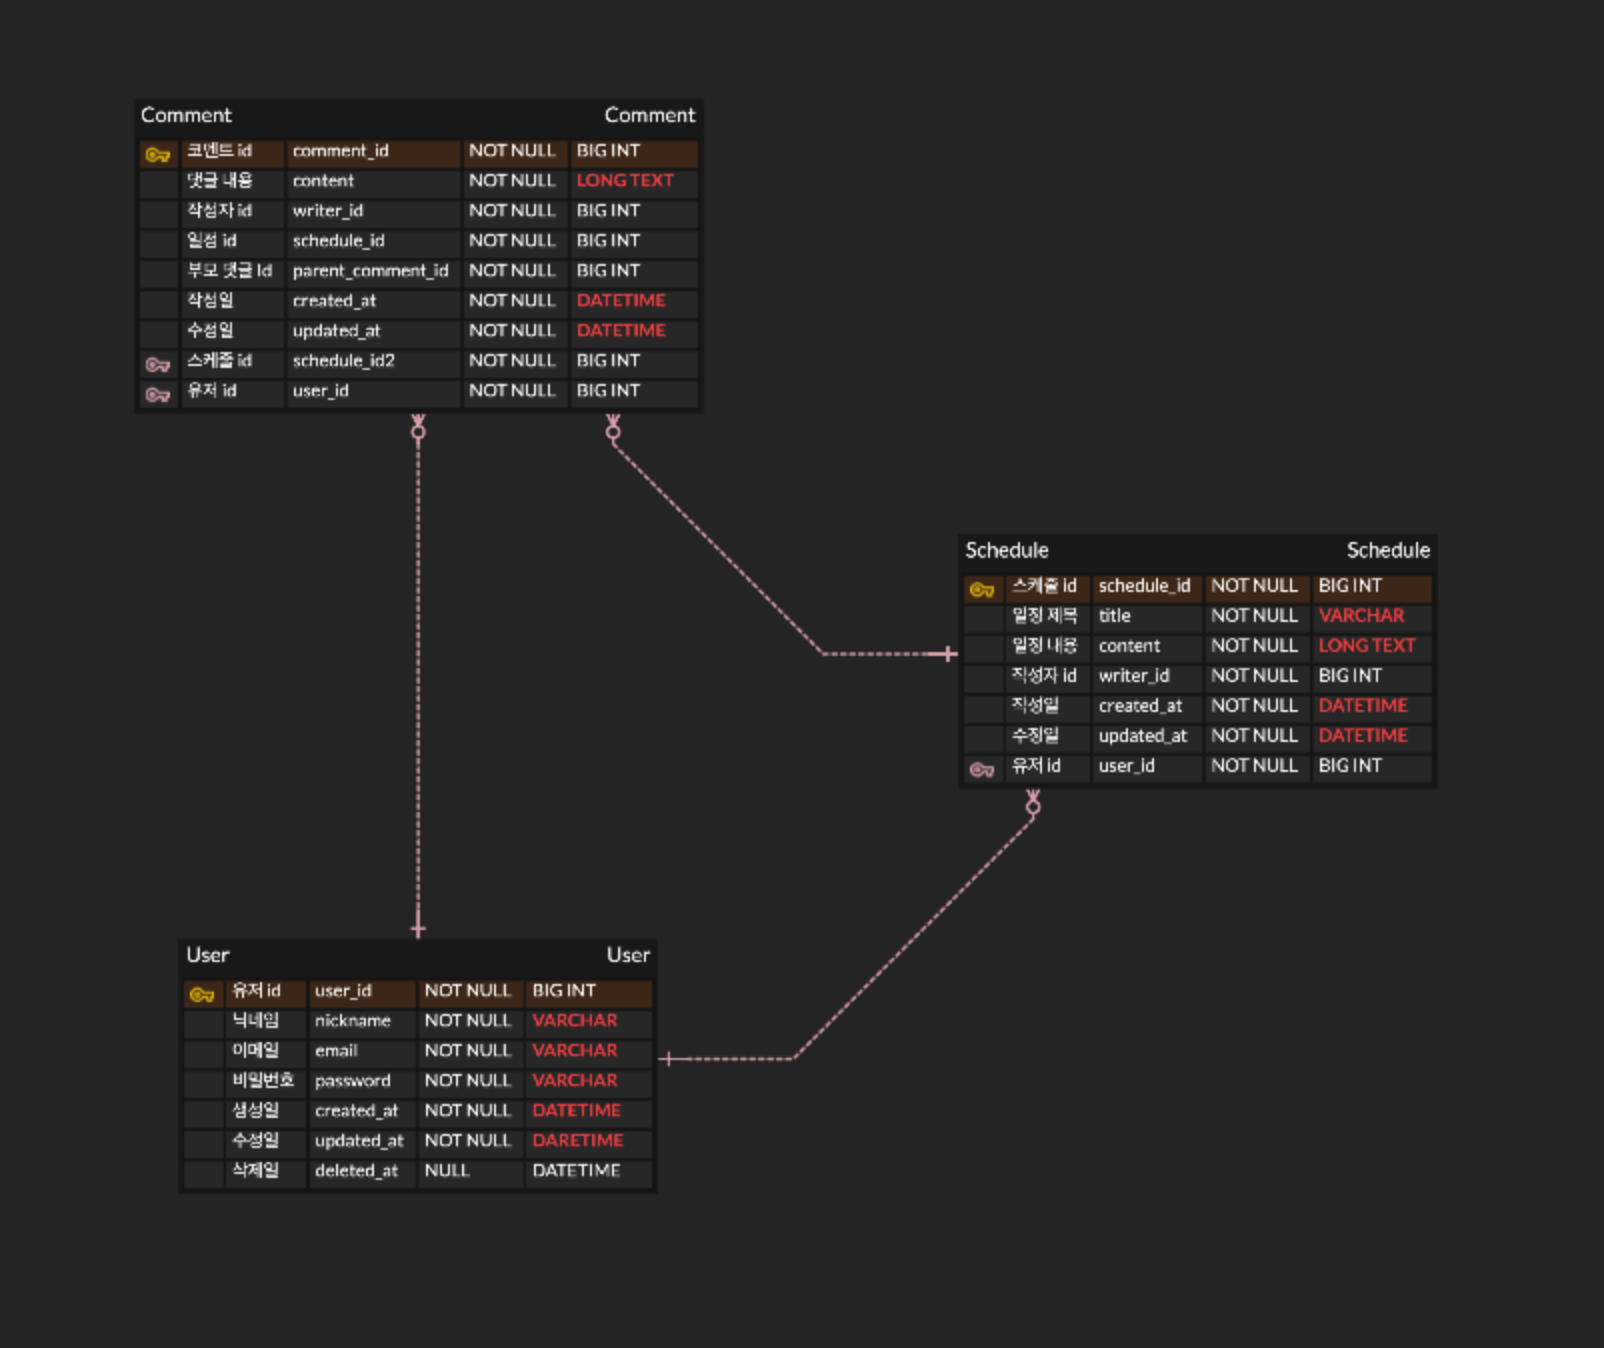 Comment Comment
코멘트 id comment_id NOT NULL BIG INT
댓글 내용 content NOT NULL LONG TEXT
작성자 id writer_id NOT NULL BIG INT
일정 id schedule_id NOT NULL BIG INT
부모 댓글 Id parent_comment_id NOT NULL BIG INT
작성일 created_at NOT NULL DATETIME
수정일 updated_at NOT NULL DATETIME
스케줄 id schedule_id2 NOT NULL BIG INT
유저 id user_id NOT NULL BIG INT
Schedule Schedule
스케줄 id schedule_id NOT NULL BIG INT
일정 제목 title NOT NULL VARCHAR
일정 내용 content NOT NULL LONG TEXT
작성자 id writer_id NOT NULL BIG INT
작성일 created_at NOT NULL DATETIME
수정일 updated_at NOT NULL DATETIME
유저 id user_id NOT NULL BIG INT
User User
유저 id user_id NOT NULL BIG INT
닉네임 nickname NOT NULL VARCHAR
이메일 email NOT NULL VARCHAR
비밀번호 password NOT NULL VARCHAR
생성일 created_at NOT NULL DATETIME
수정일 updated_at NOT NULL DARETIME
삭제일 deleted_at NULL DATETIME